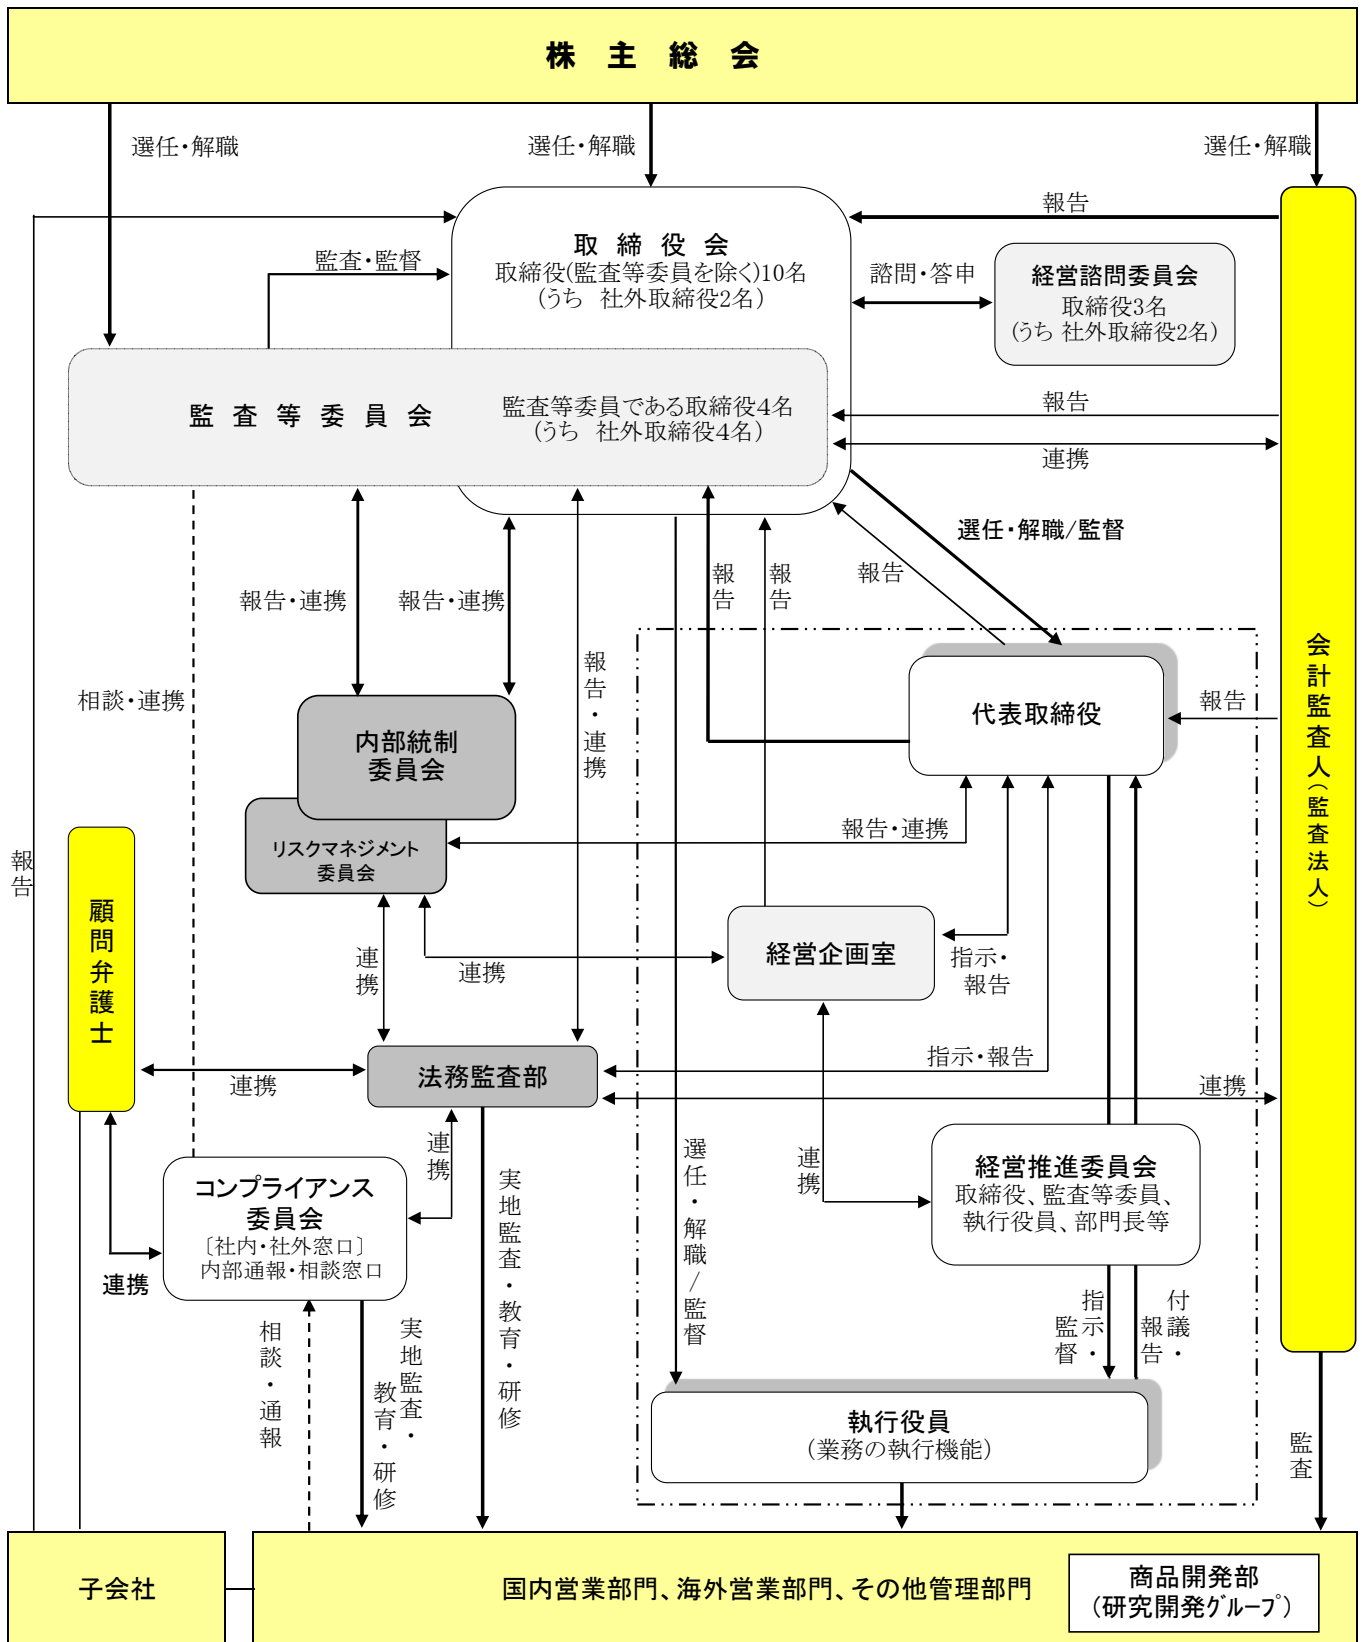 株主総会
選任・解職
選任・解職
選任・解職
報告
取締役会
取締役(監査等委員を除く)10名
(うち 社外取締役2名)
監査・監督
諮問・答申
経営諮問委員会
取締役3名
(うち 社外取締役2名)
監査等委員会
監査等委員である取締役4名
(うち 社外取締役4名)
報告
連携
選任・解職/監督
報告
報告
報告
報告・連携
報告・連携
報告・連携
相談・連携
会計監査人(監査法人)
代表取締役
報告
内部統制
委員会
リスクマネジメント
委員会
報告・連携
報告
顧問弁護士
連携
連携
経営企画室
指示・
報告
法務監査部
指示・報告
連携
連携
連携
選任・解職/監督
連携
実地監査・教育・研修
経営推進委員会
取締役、監査等委員、
執行役員、部門長等
コンプライアンス
委員会
〔社内・社外窓口〕
内部通報・相談窓口
連携
相談・通報
実地監査・
教育・研修
指示・
監督
付議・
報告
執行役員
(業務の執行機能)
監査
子会社
国内営業部門、海外営業部門、その他管理部門
商品開発部
(研究開発グループ)